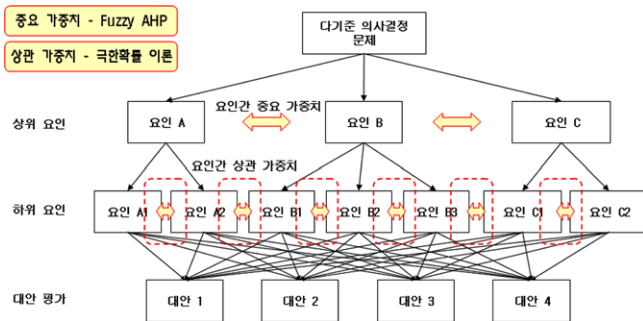 중요 가중치 - Fuzzy AHP
상관 가중치 - 극한확률 이론
다기준 의사결정
문제
요인간 중요 가중치
상위 요인
요인 A
요인 B
요인 C
요인간 상관 가중치
하위 요인
요인 A1
요인 A2
요인 B1
요인 B2
요인 B3
요인 C1
요인 C2
대안 평가
대안 1
대안 2
대안 3
대안 4